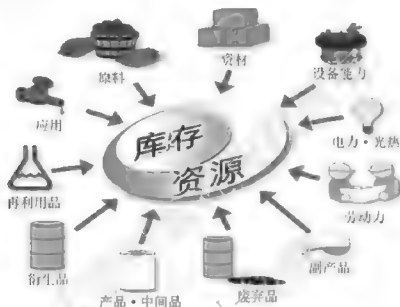 原料
资材
设备能力
应用
电力·光热
库存
资源
再利用品
劳动力
衍生品
产品·中间品
废弃品
副产品